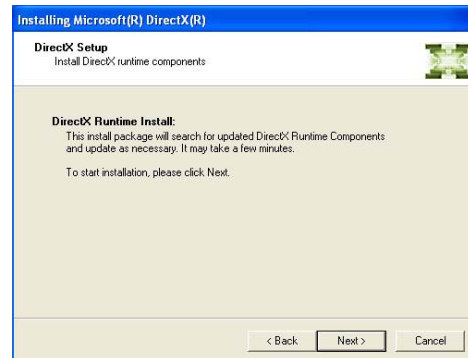 Installing Microsoft(R) DirectX(R)
DirectX Setup
Install DirectX runtime components
DirectX Runtime Install:
This install package will search for updated DirectX Runtime Components
and update as necessary. It may take a few minutes.
To start installation, please click Next.
< Back
Next >
Cancel